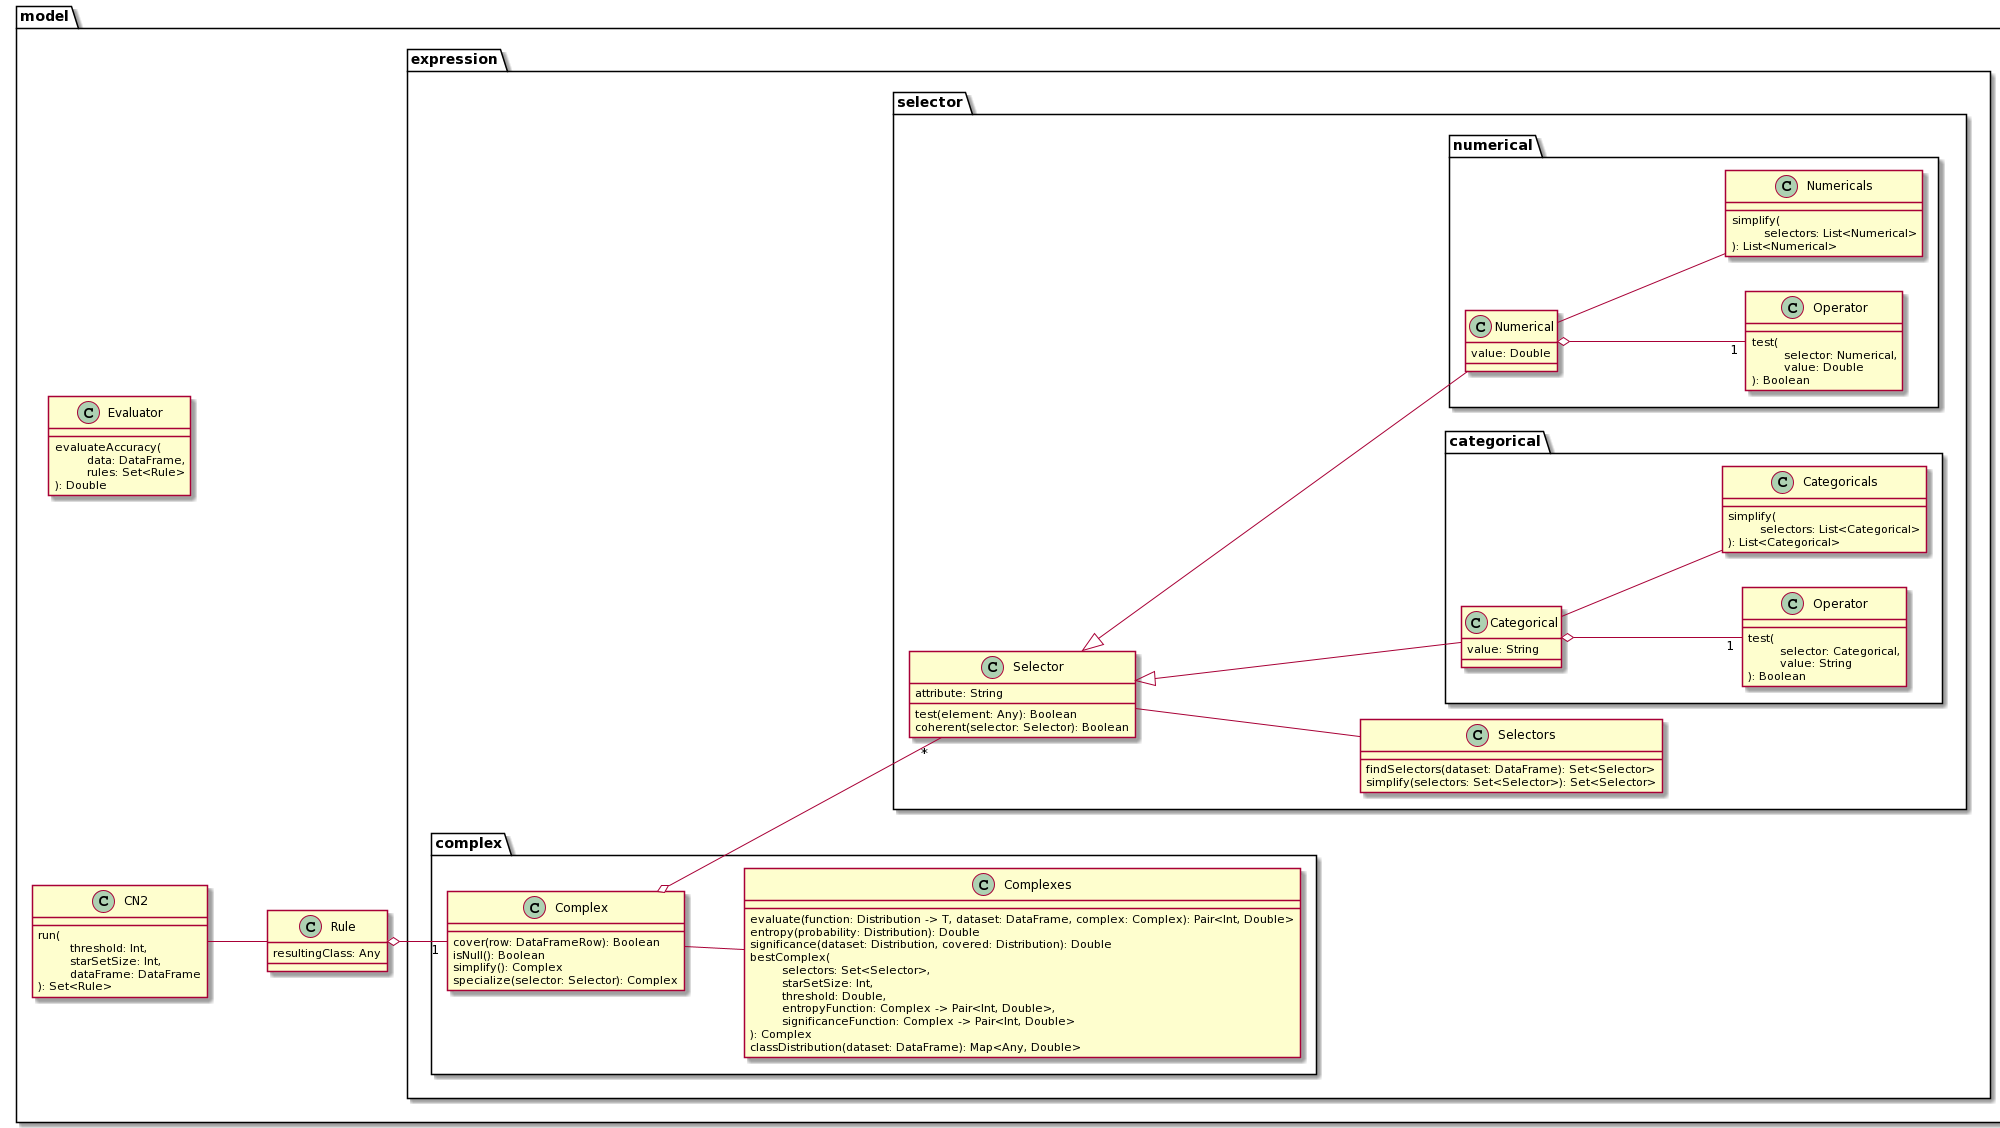 model
expression
selector
numerical
C Numericals
simplify(
selectors: List<Numerical>
): List<Numerical>
C Numerical
value: Double
1
C Operator
test(
selector: Numerical,
value: Double
): Boolean
categorical
C Categoricals
simplify(
selectors: List<Categorical>
): List<Categorical>
C Categorical
value: String
1
C Operator
test(
selector: Categorical,
value: String
): Boolean
C Evaluator
evaluateAccuracy(
data: DataFrame,
rules: Set<Rule>
): Double
C Selector
attribute: String
test(element: Any): Boolean
coherent(selector: Selector): Boolean
*
C Selectors
findSelectors(dataset: DataFrame): Set<Selector>
simplify(selectors: Set<Selector>): Set<Selector>
complex
C CN2
run(
threshold: Int,
starSetSize: Int,
dataFrame: DataFrame
): Set<Rule>
C Rule
resultingClass: Any
1
C Complex
cover(row: DataFrameRow): Boolean
isNull(): Boolean
simplify(): Complex
specialize(selector: Selector): Complex
C Complexes
evaluate(function: Distribution -> T, dataset: DataFrame, complex: Complex): Pair<Int, Double>
entropy(probability: Distribution): Double
significance(dataset: Distribution, covered: Distribution): Double
bestComplex(
selectors: Set<Selector>,
starSetSize: Int,
threshold: Double,
entropyFunction: Complex -> Pair<Int, Double>,
significanceFunction: Complex -> Pair<Int, Double>
): Complex
classDistribution(dataset: DataFrame): Map<Any, Double>